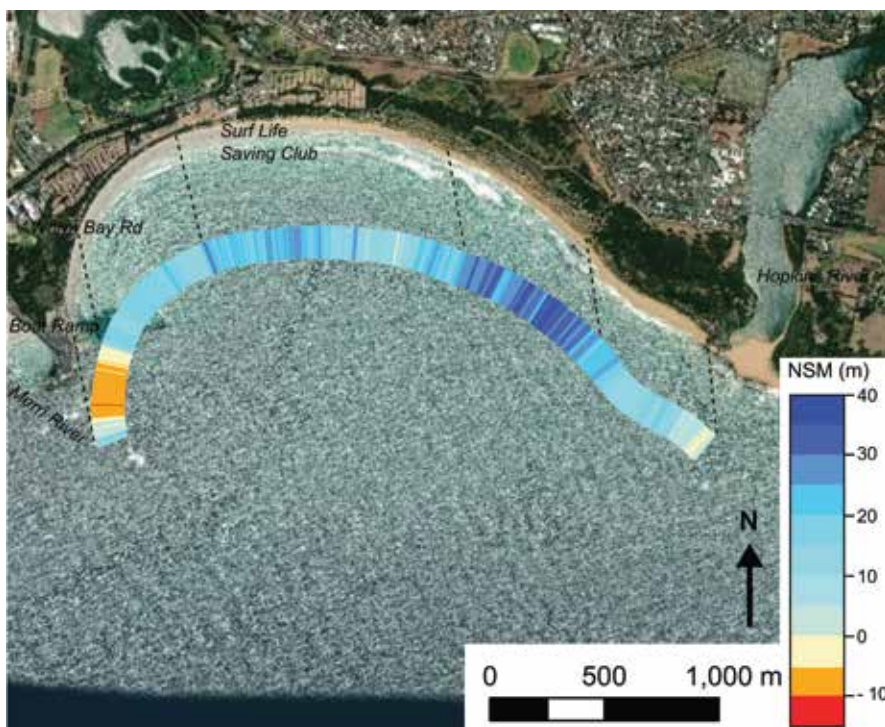 Surf Life
Saving Club
Bay Rd
Boat Ramp
Hopkins River
Merri River
NSM (m)
40
30
20
10
0
- 10
N
0 500 1,000 m